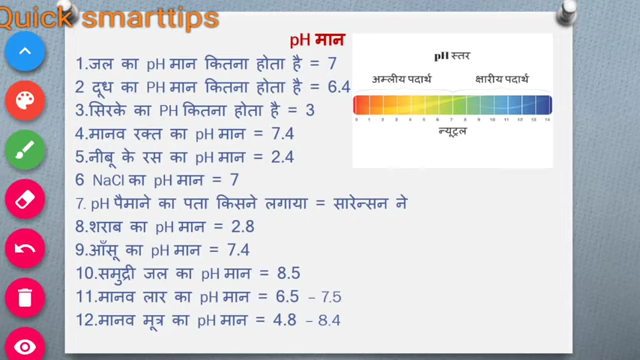 Quick smarttips
pH मान
1.जल का pH मान कितना होता है = 7
2 दूध का PH मान कितना होता है = 6.4
3.सिरके का PH कितना होता है = 3
4.मानव रक्त का pH मान = 7.4
5.नीबू के रस का pH मान = 2.4
6 NaCl का pH मान = 7
7. pH पैमाने का पता किसने लगाया = सारेन्सन ने
8.शराब का pH मान = 2.8
9.आँसू का pH मान = 7.4
10.समुद्री जल का pH मान = 8.5
11.मानव लार का pH मान = 6.5 – 7.5
12.मानव मूत्र का pH मान = 4.8 – 8.4
pH स्तर
अम्लीय पदार्थ क्षारीय पदार्थ
0 1 2 3 4 5 6 7 8 9 10 11 12 13 14
न्यूट्रल